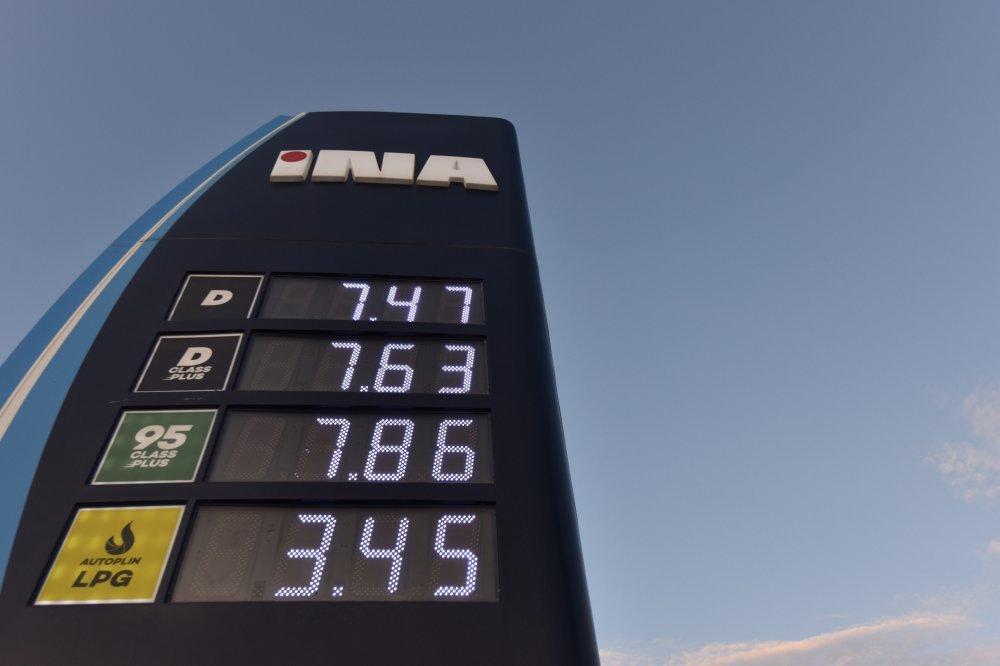 iNA
D 7.47
D CLASS PLUS 7.63
95 CLASS PLUS 7.86
AUTOPLIN LPG 3.45